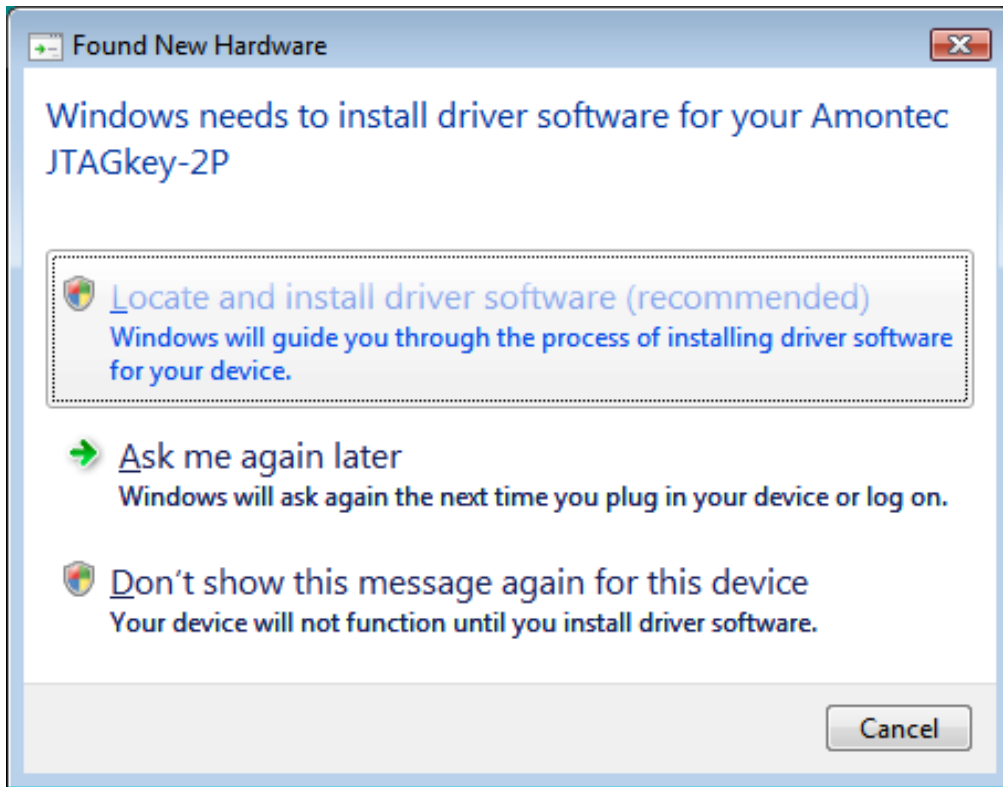 Found New Hardware
Windows needs to install driver software for your Amontec
JTAGkey-2P
Locate and install driver software (recommended)
Windows will guide you through the process of installing driver software
for your device.
Ask me again later
Windows will ask again the next time you plug in your device or log on.
Don't show this message again for this device
Your device will not function until you install driver software.
Cancel